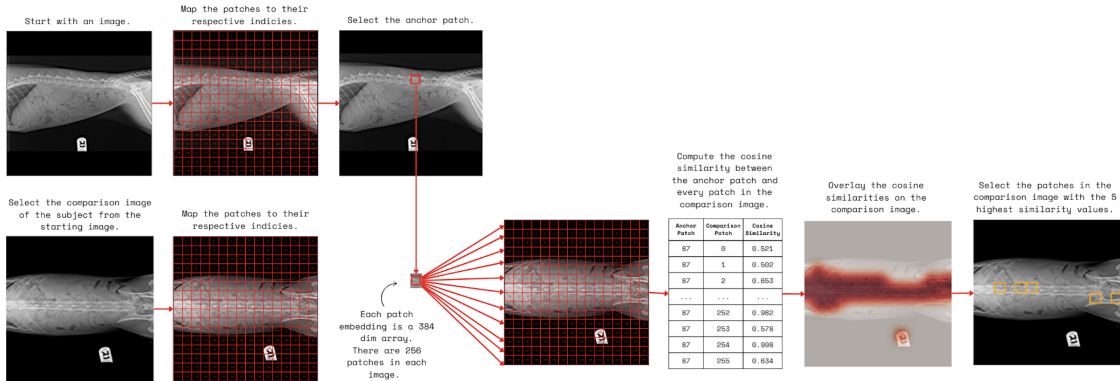 Start with an image.
Map the patches to their
respective indicies.
Select the anchor patch.
Select the comparison image
of the subject from the
starting image.
Map the patches to their
respective indicies.
Each patch
embedding is a 384
dim array.
There are 256
patches in each
image.
Compute the cosine
similarity between
the anchor patch and
every patch in the
comparison image.
Anchor Patch Comparison Patch Cosine Similarity
87 0 0.521
87 1 0.502
87 2 0.653
... ... ...
87 252 0.982
87 253 0.578
87 254 0.998
87 255 0.634
Overlay the cosine
similarities on the
comparison image.
Select the patches in the
comparison image with the 5
highest similarity values.